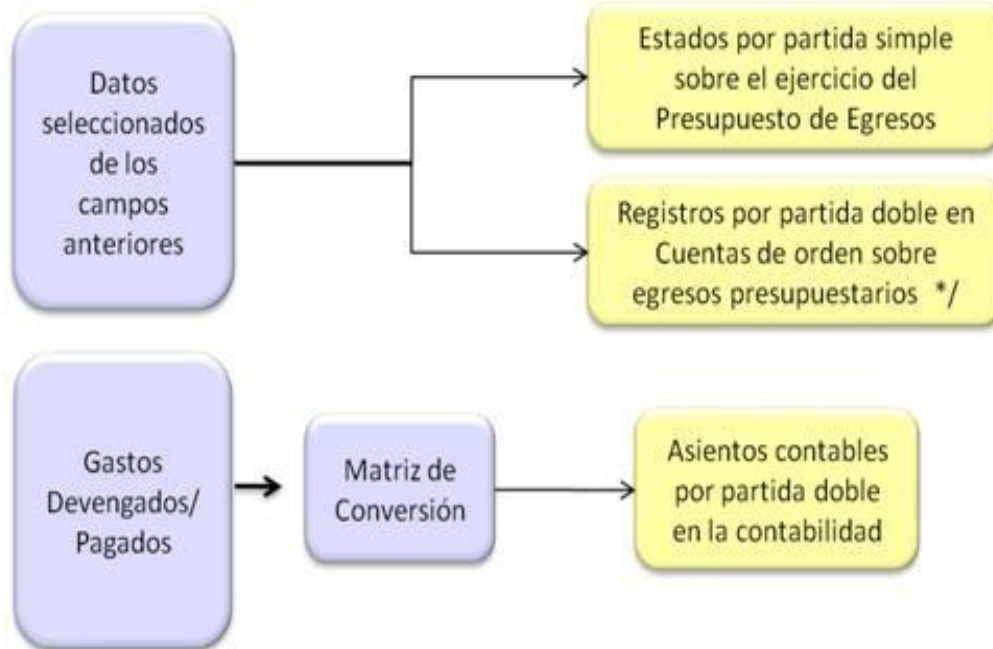 Datos
seleccionados
de los
campos
anteriores
Estados por partida simple
sobre el ejercicio del
Presupuesto de Egresos
Registros por partida doble en
Cuentas de orden sobre
egresos presupuestarios */
Gastos
Devengados/
Pagados
Matriz de
Conversión
Asientos contables
por partida doble
en la contabilidad